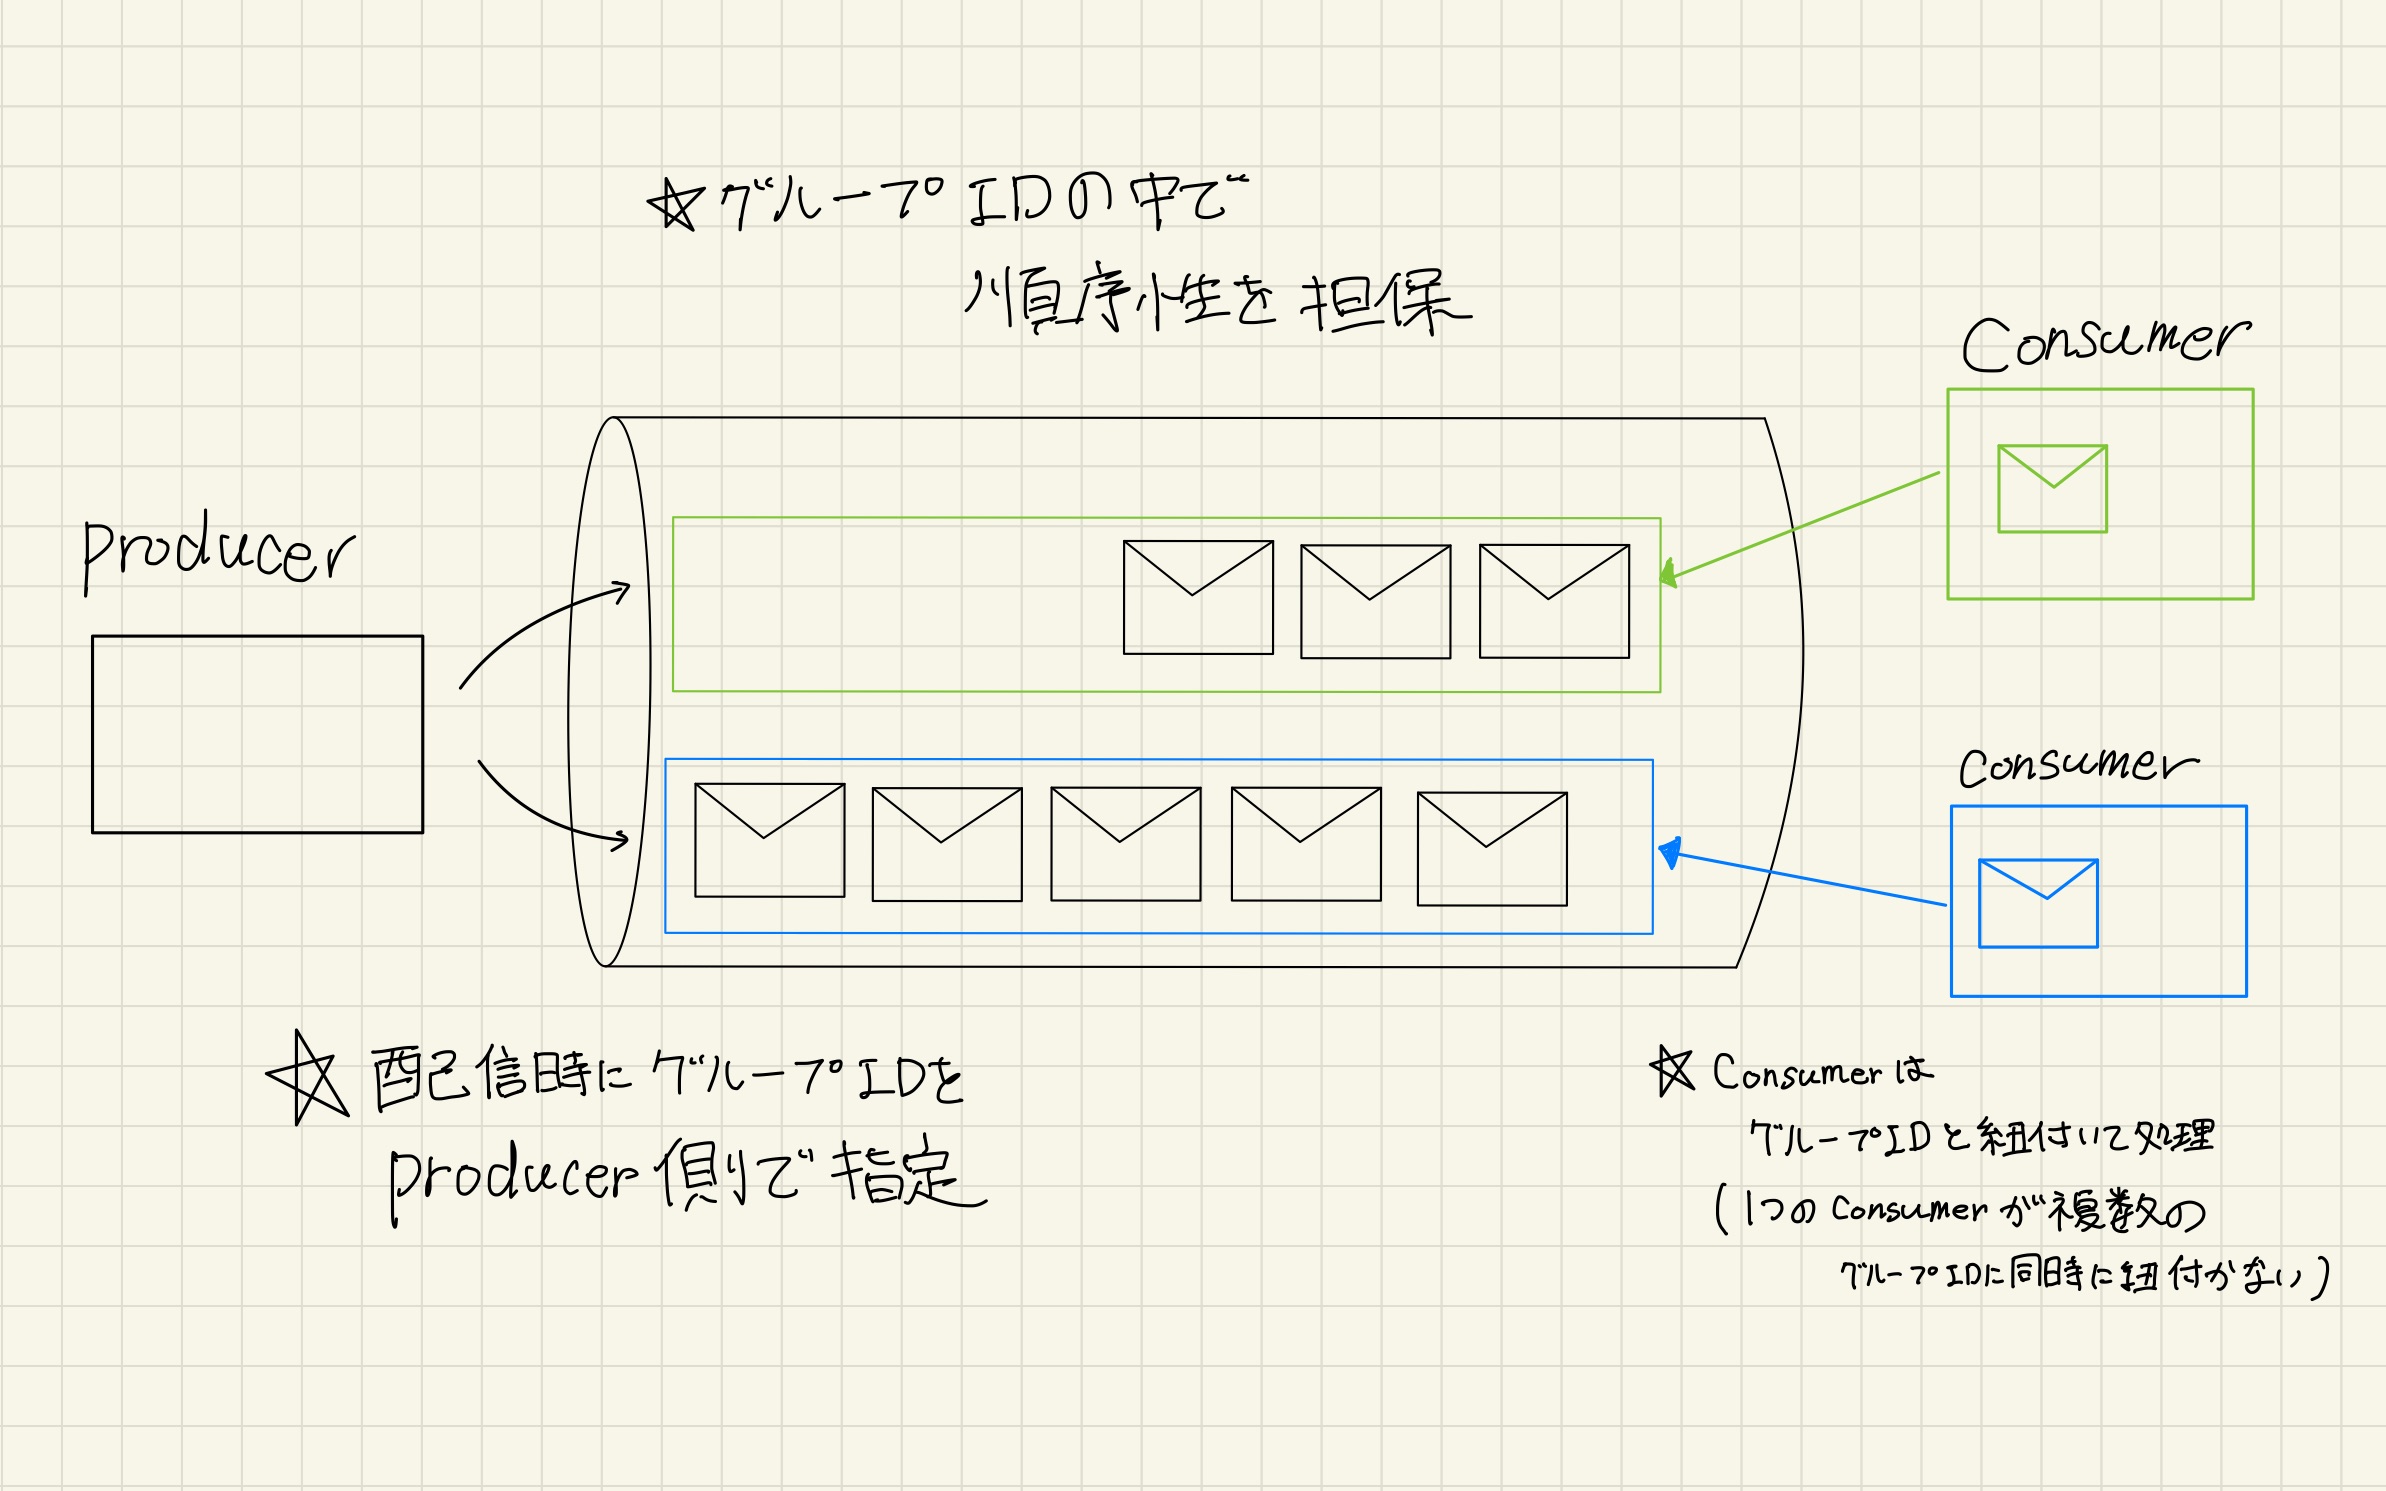 ☆グループIDの中で
順序性を担保
Consumer
producer
Consumer
☆ 配信時にグループIDを
producer側で指定
☆ Consumerは
グループIDと紐付いて処理
(1つのConsumerが複数の
グループIDに同時に紐付かない)